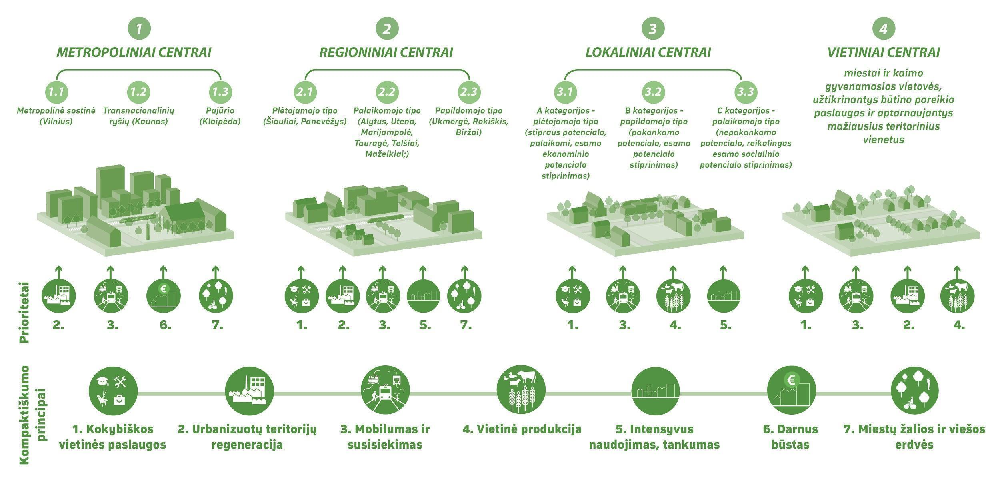 1
METROPOLINIAI CENTRAI
1.1
Metropolinė sostinė
(Vilnius)
1.2
Transnacionalinių
ryšių (Kaunas)
1.3
Pajūrio
(Klaipėda)
2
REGIONINIAI CENTRAI
2.1
Plėtojamojo tipo
(Šiauliai, Panevėžys)
2.2
Palaikomojo tipo
(Alytus, Utena,
Marijampolė,
Tauragė, Telšiai,
Mažeikiai;)
2.3
Papildomojo tipo
(Ukmergė, Rokiškis,
Biržai)
3
LOKALINIAI CENTRAI
3.1
A kategorijos -
plėtojamojo tipo
(stipraus potencialo,
palaikomi, esamo
ekonominio
potencialo
stiprinimas)
3.2
B kategorijos -
papildomojo tipo
(pakankamo
potencialo, esamo
potencialo
stiprinimas)
3.3
C kategorijos -
palaikomojo tipo
(nepakankamo
potencialo, reikalingas
esamo socialinio
potencialo stiprinimas)
4
VIETINIAI CENTRAI
miestai ir kaimo
gyvenamosios vietovės,
užtikrinantys būtino poreikio
paslaugas ir aptarnaujantys
mažiausius teritorinius
vienetus
Prioritetai
€
2. 3. 6. 7.
1. 2. 3. 5. 7.
1. 3. 4. 5.
1. 3. 2. 4.
Kompaktiškumo
principai
€
1. Kokybiškos
vietinės paslaugos
2. Urbanizuotų teritorijų
regeneracija
3. Mobilumas ir
susisiekimas
4. Vietinė produkcija
5. Intensyvus
naudojimas, tankumas
6. Darnus
būstas
7. Miestų žalios ir viešos
erdvės